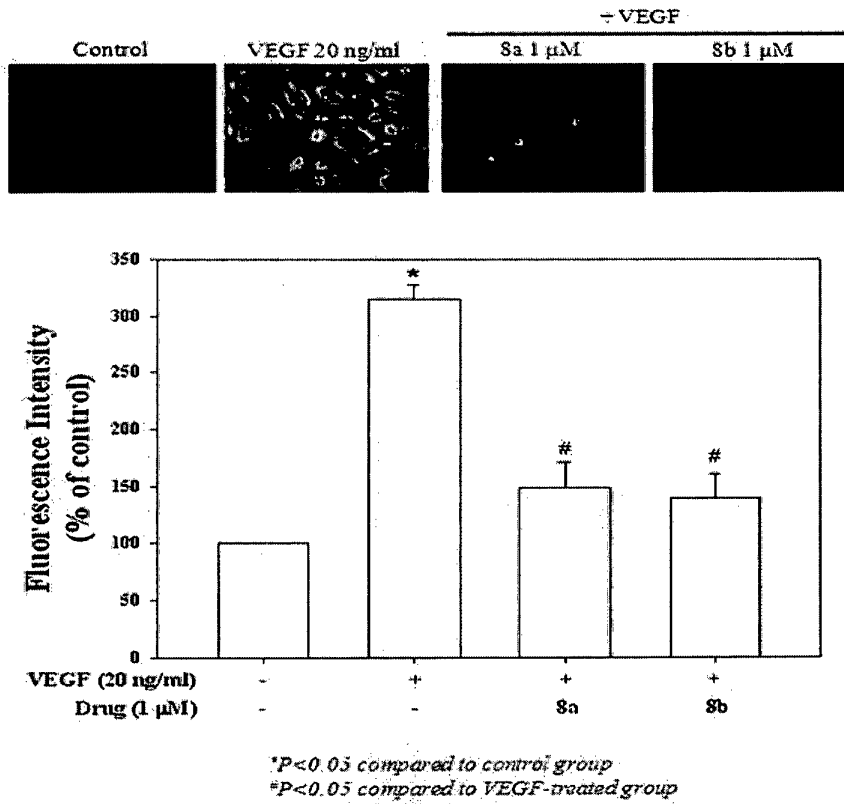 + VEGF
Control VEGF 20 ng/ml 8a 1 µM 8b 1 µM
350
300
250
200
150
100
50
0
Fluorescence Intensity
(% of control)
*
#
#
VEGF (20 ng/ml) - + + +
Drug (1 µM) - - 8a 8b
*P<0.05 compared to control group
#P<0.05 compared to VEGF-treated group